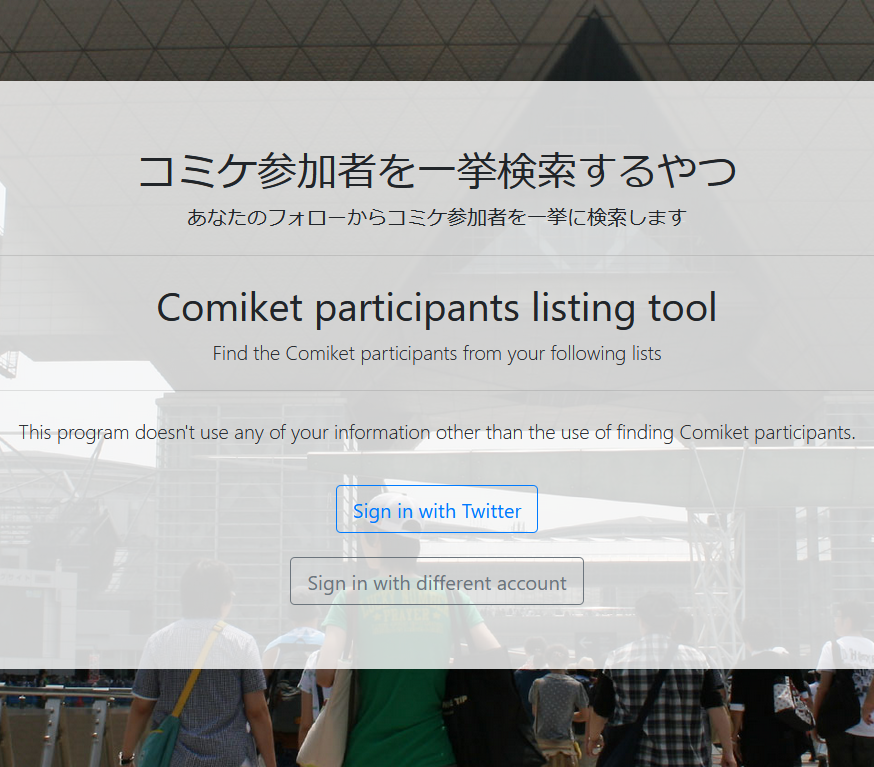 コミケ参加者を一挙検索するやつ
あなたのフォローからコミケ参加者を一挙に検索します
Comiket participants listing tool
Find the Comiket participants from your following lists
This program doesn't use any of your information other than the use of finding Comiket participants.
Sign in with Twitter
Sign in with different account